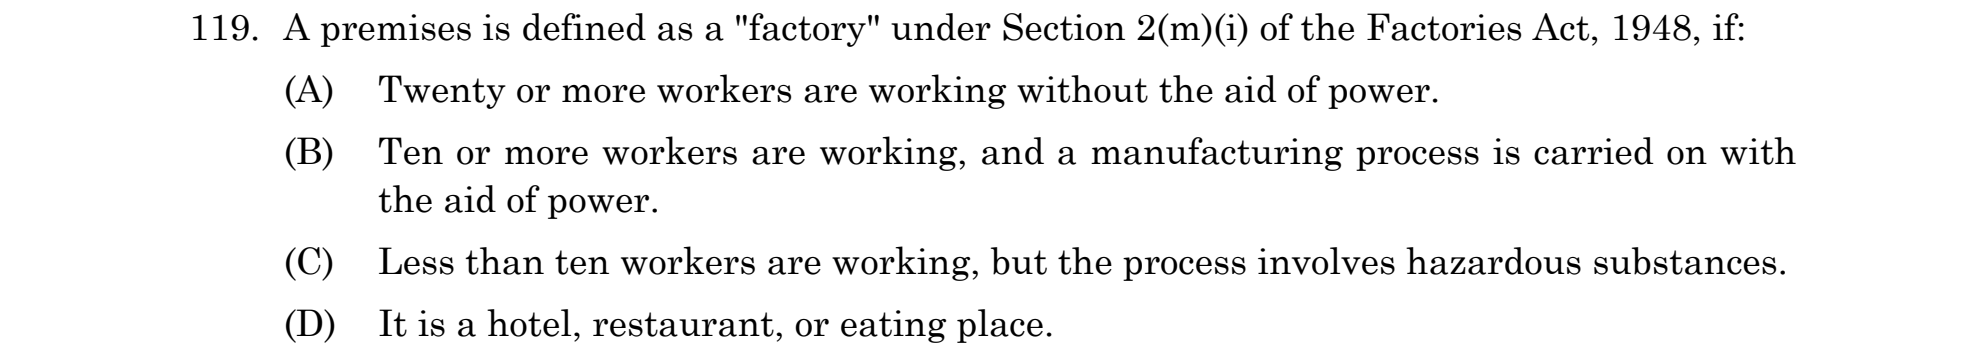 119. A premises is defined as a "factory" under Section 2(m)(i) of the Factories Act, 1948, if:
(A) Twenty or more workers are working without the aid of power.
(B) Ten or more workers are working, and a manufacturing process is carried on with
the aid of power.
(C) Less than ten workers are working, but the process involves hazardous substances.
(D) It is a hotel, restaurant, or eating place.